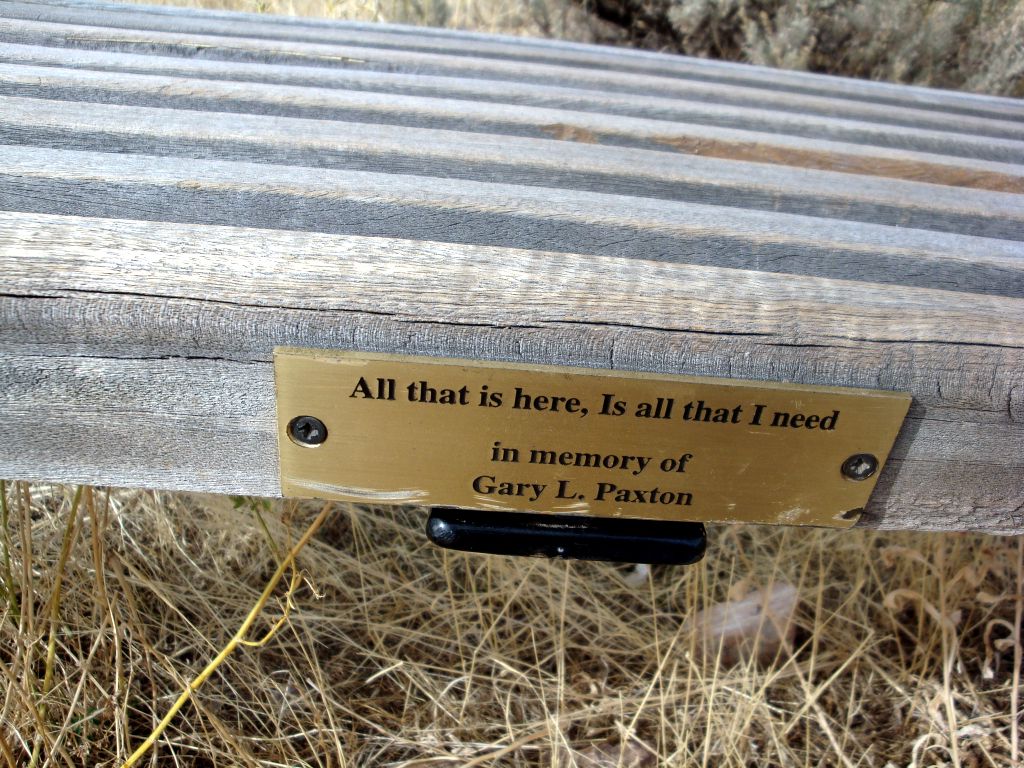 All that is here, Is all that I need
in memory of
Gary L. Paxton